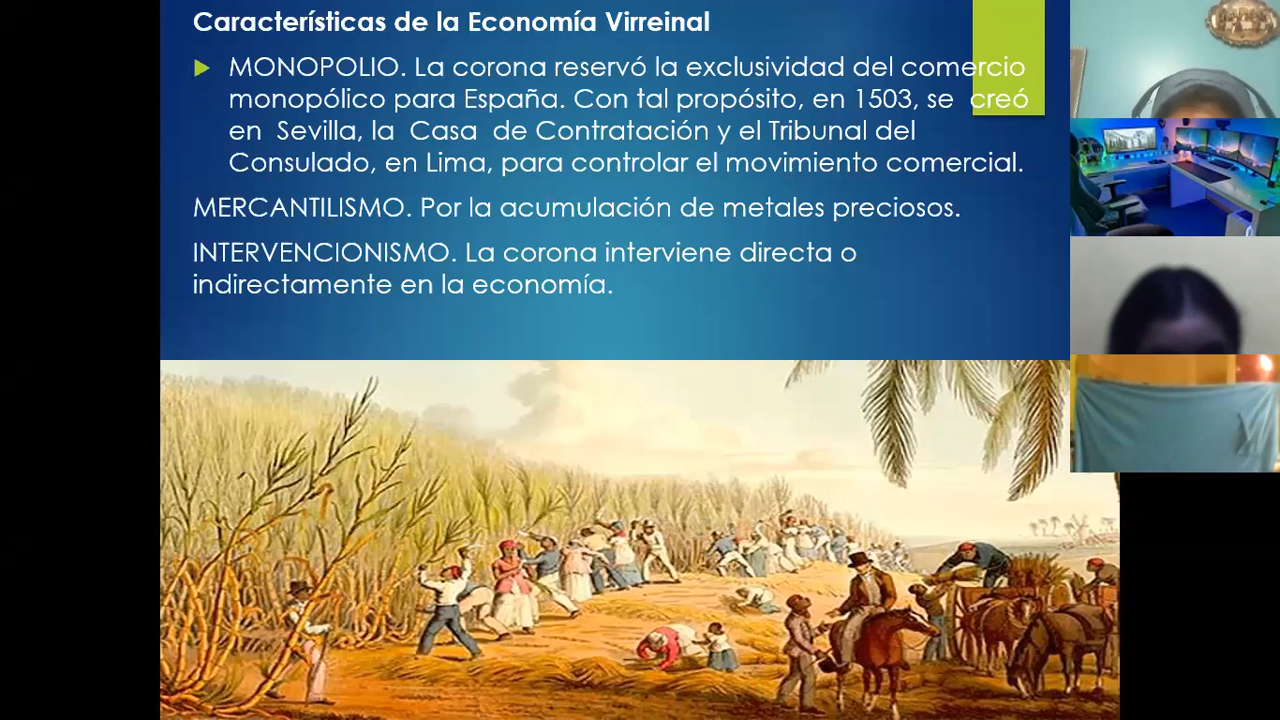 Características de la Economía Virreinal
MONOPOLIO. La corona reservó la exclusividad del comercio
monopólico para España. Con tal propósito, en 1503, se creó
en Sevilla, la Casa de Contratación y el Tribunal del
Consulado, en Lima, para controlar el movimiento comercial.
MERCANTILISMO. Por la acumulación de metales preciosos.
INTERVENCIONISMO. La corona interviene directa o
indirectamente en la economía.